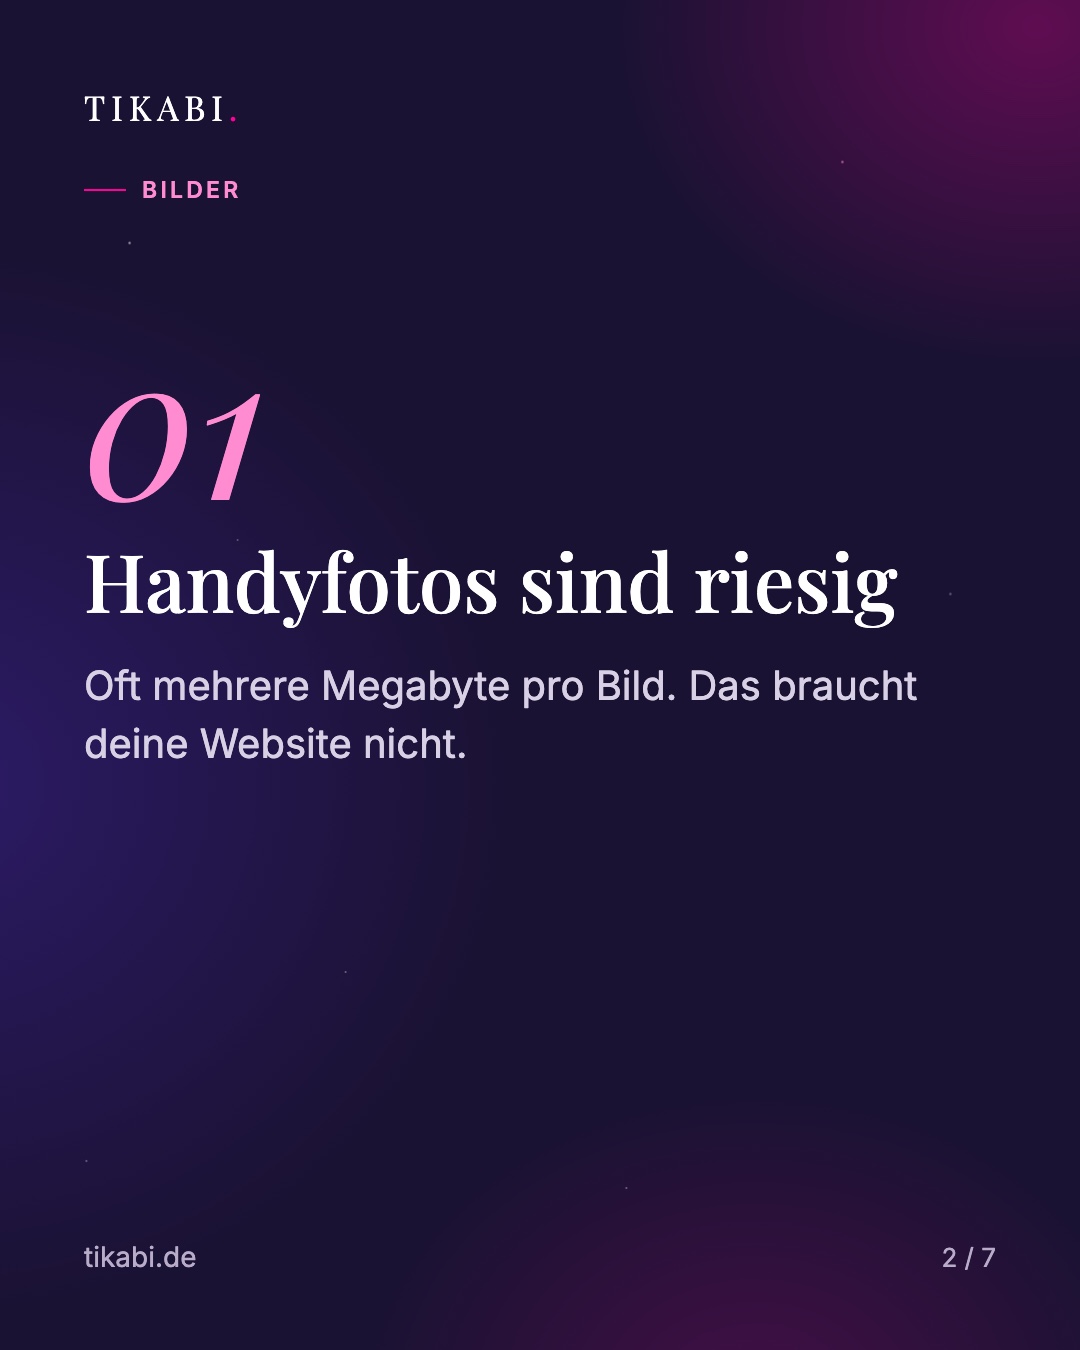 TIKABI.
BILDER
01
Handyfotos sind riesig
Oft mehrere Megabyte pro Bild. Das braucht
deine Website nicht.
tikabi.de
2 / 7